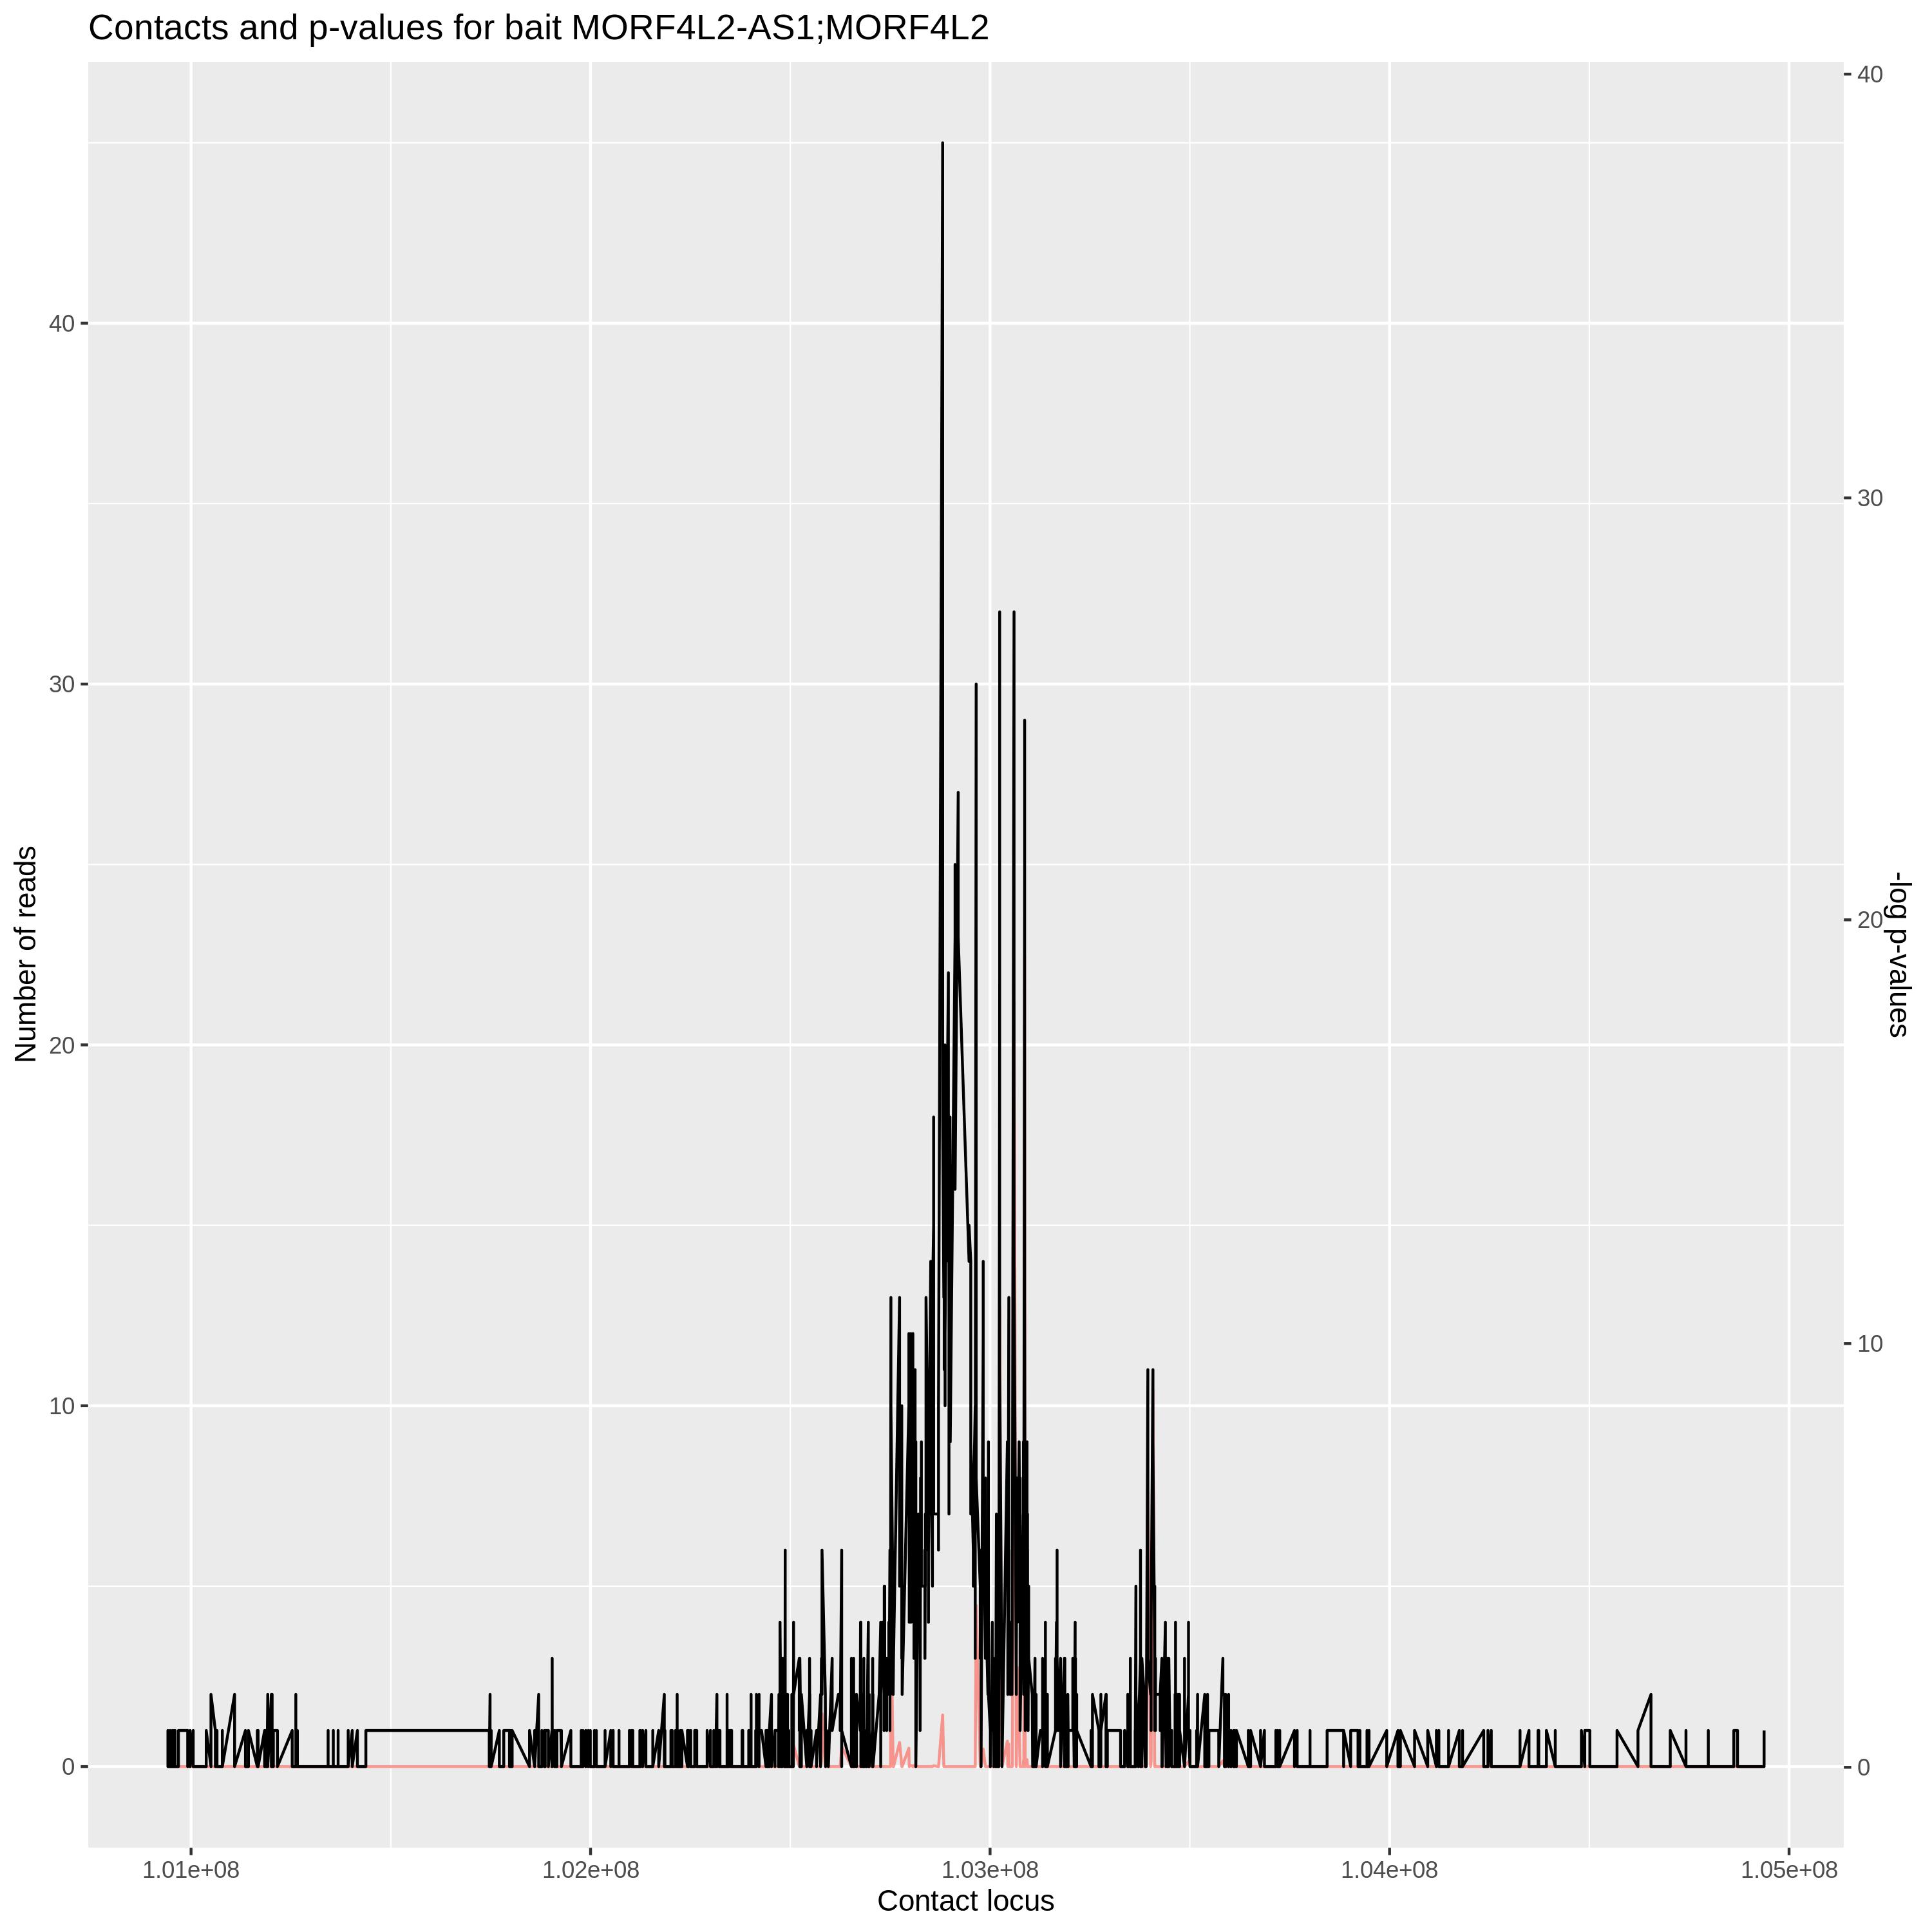 Contacts and p-values for bait MORF4L2-AS1;MORF4L2
40
30
20
10
0
Number of reads
40
30
20
10
0
-log p-values
1.01e+08 1.02e+08 1.03e+08 1.04e+08 1.05e+08
Contact locus